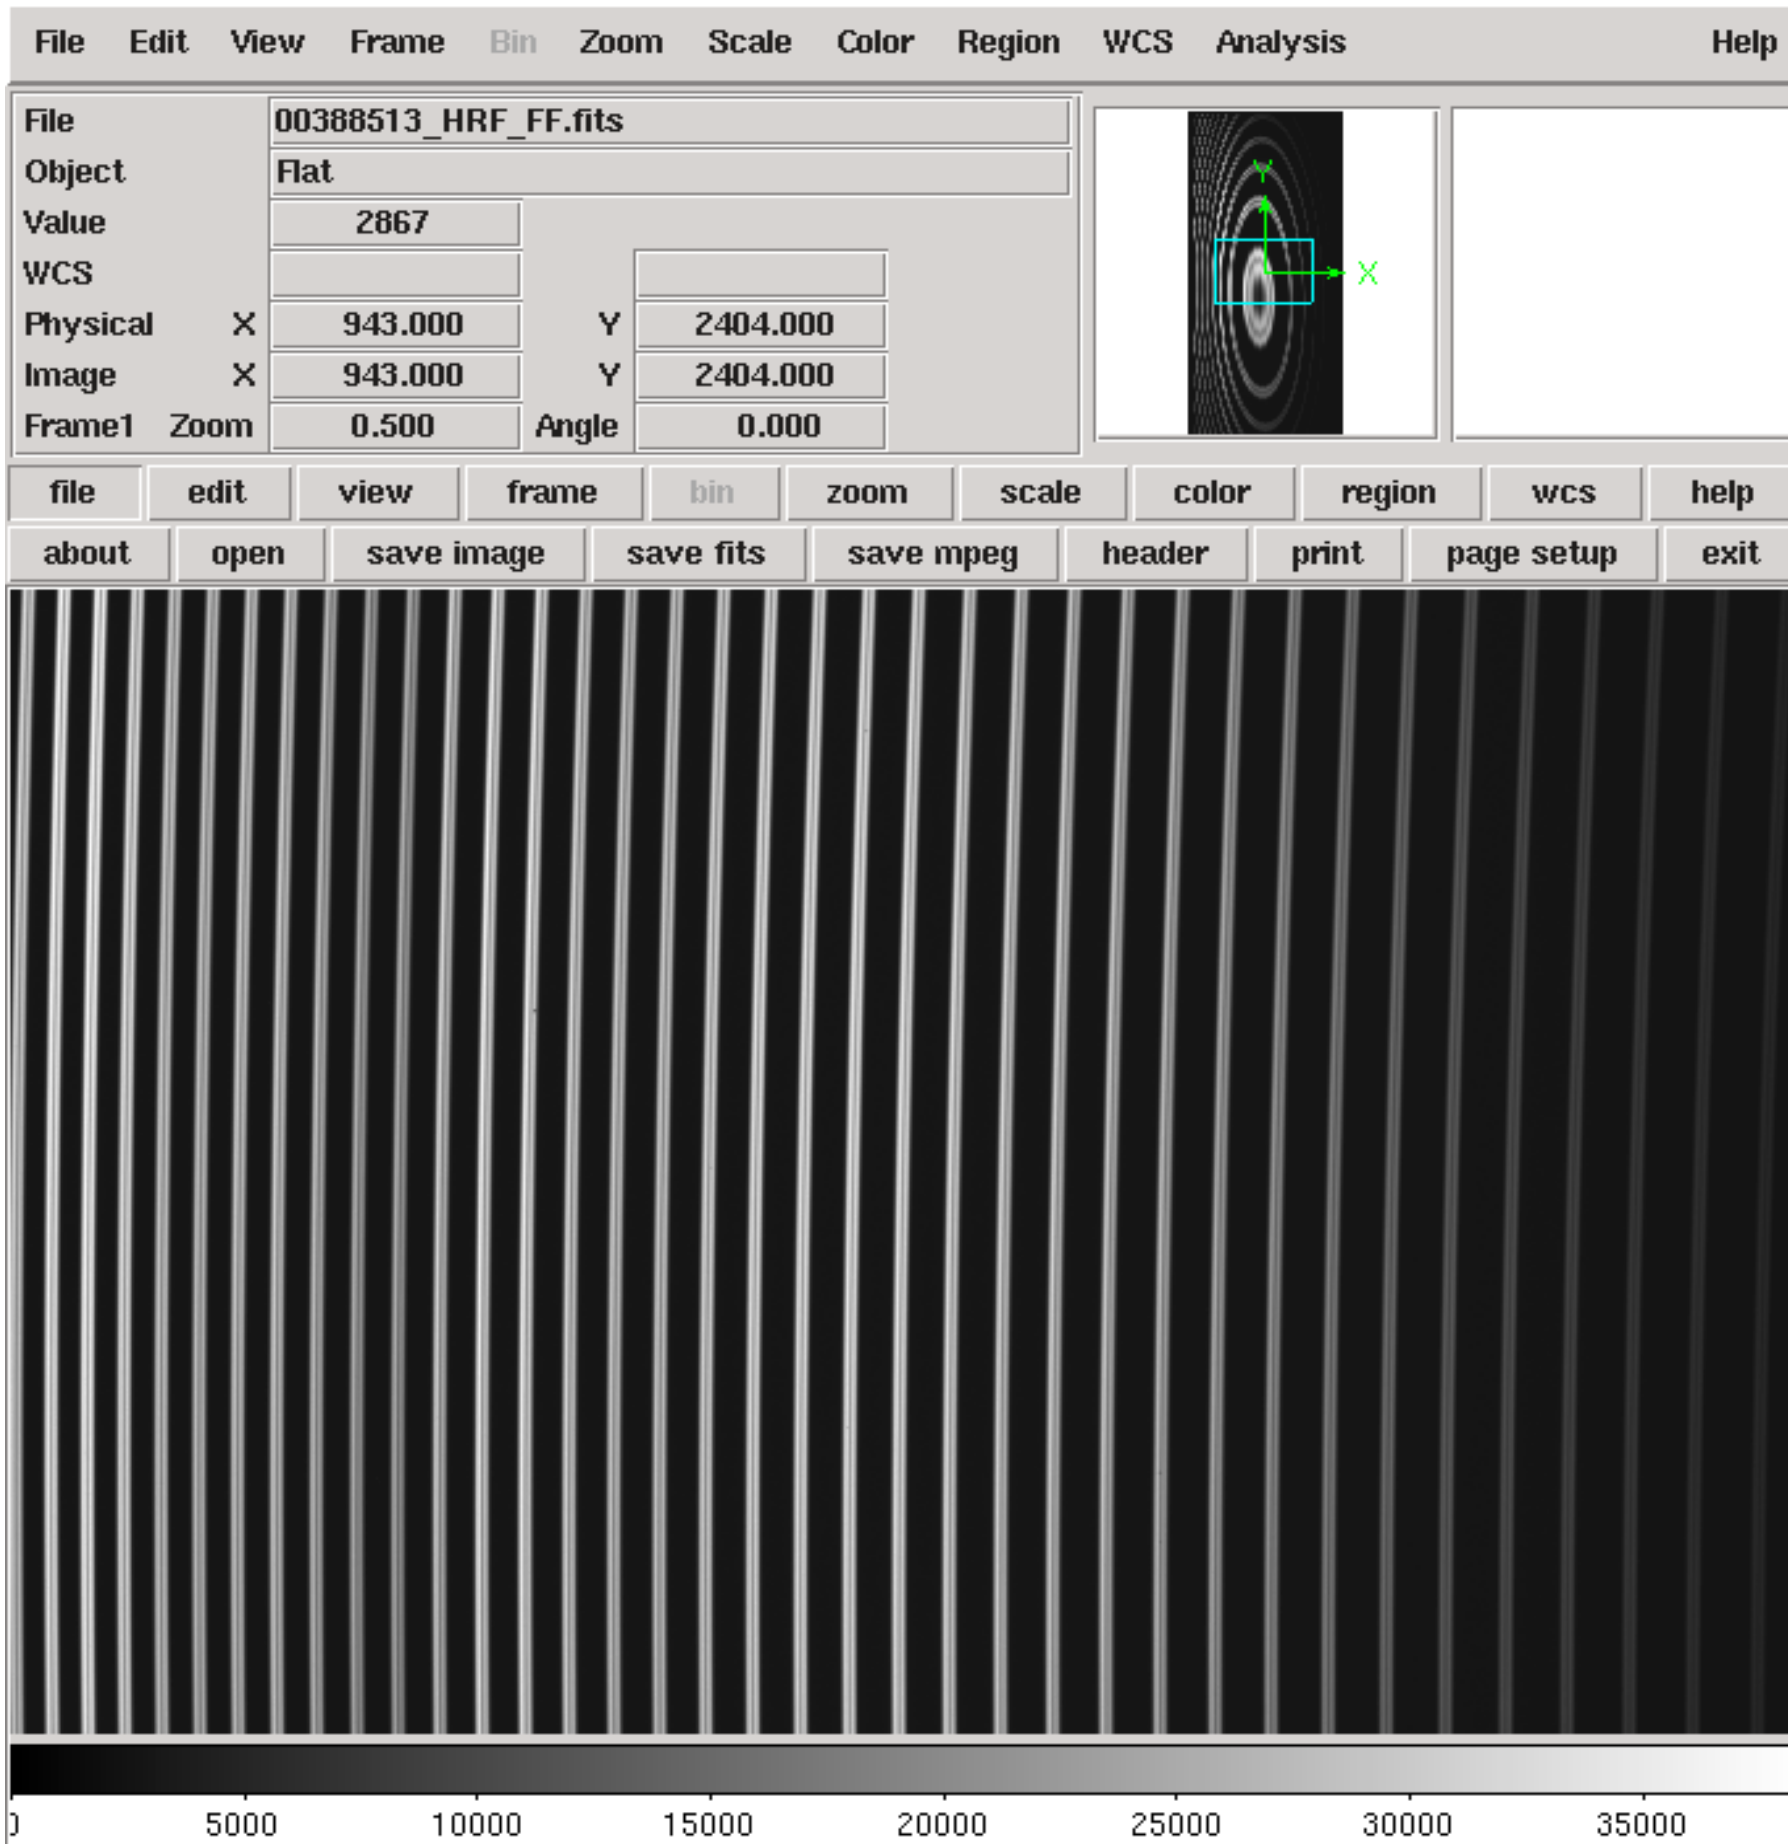 File Edit View Frame Bin Zoom Scale Color Region WCS Analysis Help
File 00388513_HRF_FF.fits
Object Flat
Value 2867
WCS
Physical X 943.000 Y 2404.000
Image X 943.000 Y 2404.000
Frame1 Zoom 0.500 Angle 0.000
Y
X
file edit view frame bin zoom scale color region wcs help
about open save image save fits save mpeg header print page setup exit
0 5000 10000 15000 20000 25000 30000 35000